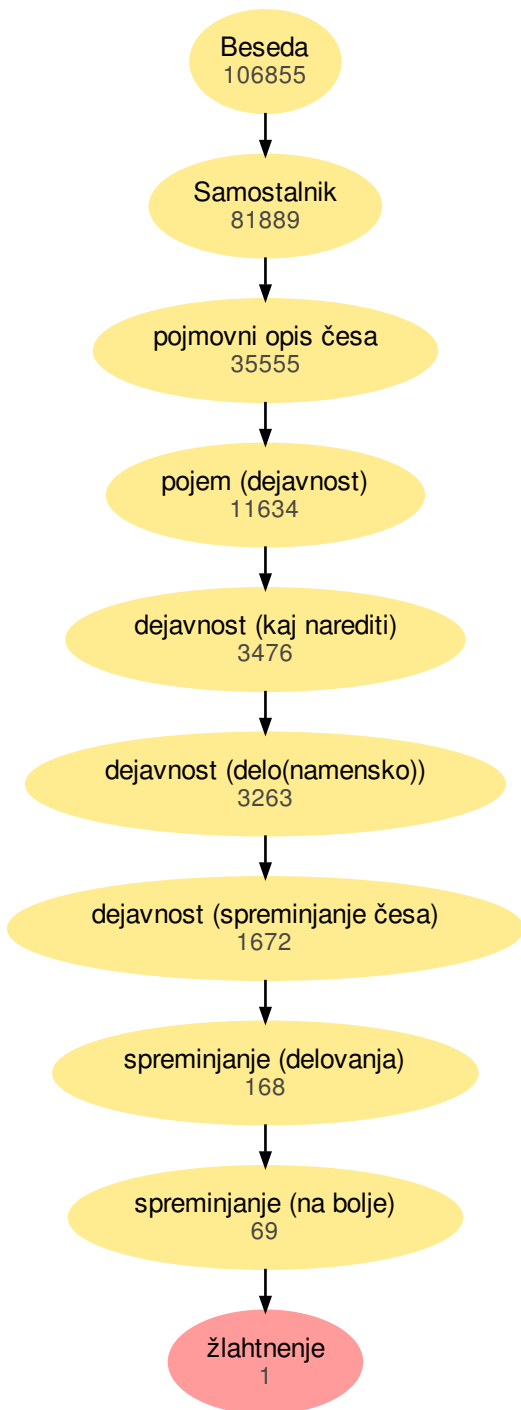 Beseda
106855
Samostalnik
81889
pojmovni opis česa
35555
pojem (dejavnost)
11634
dejavnost (kaj narediti)
3476
dejavnost (delo(namensko))
3263
dejavnost (spreminjanje česa)
1672
spreminjanje (delovanja)
168
spreminjanje (na bolje)
69
žlahtnenje
1